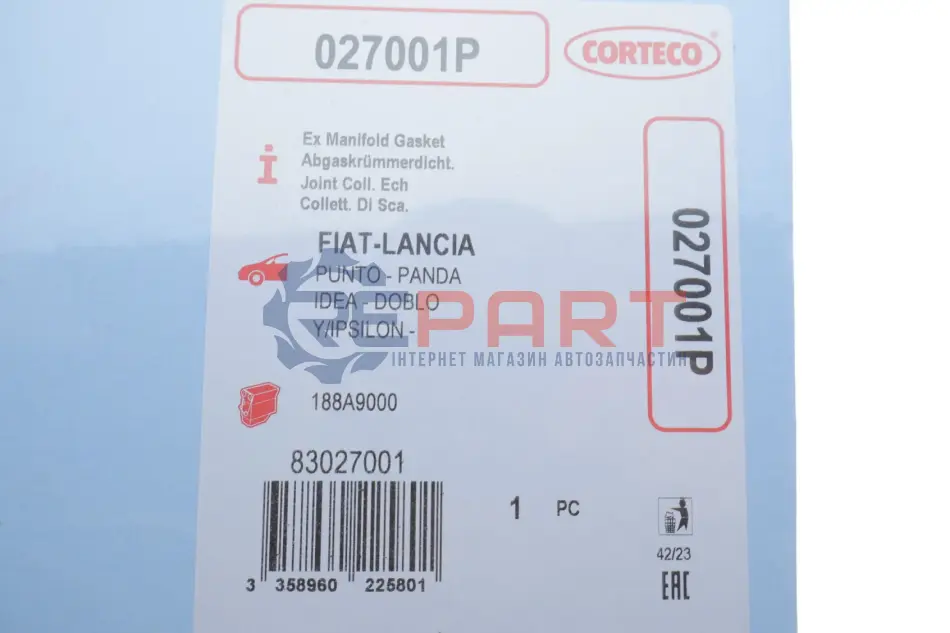 027001P
CORTECO
Ex Manifold Gasket
Abgaskrümmerdicht.
Joint Coll. Ech
Collett. Di Sca.
027001P
FIAT-LANCIA
PUNTO - PANDA
IDEA - DOBLO
Y/IPSILON -
REPART
ІНТЕРНЕТ МАГАЗИН АВТОЗАПЧАСТИН
188A9000
83027001
1 PC
3 358960 225801
42/23
EAC